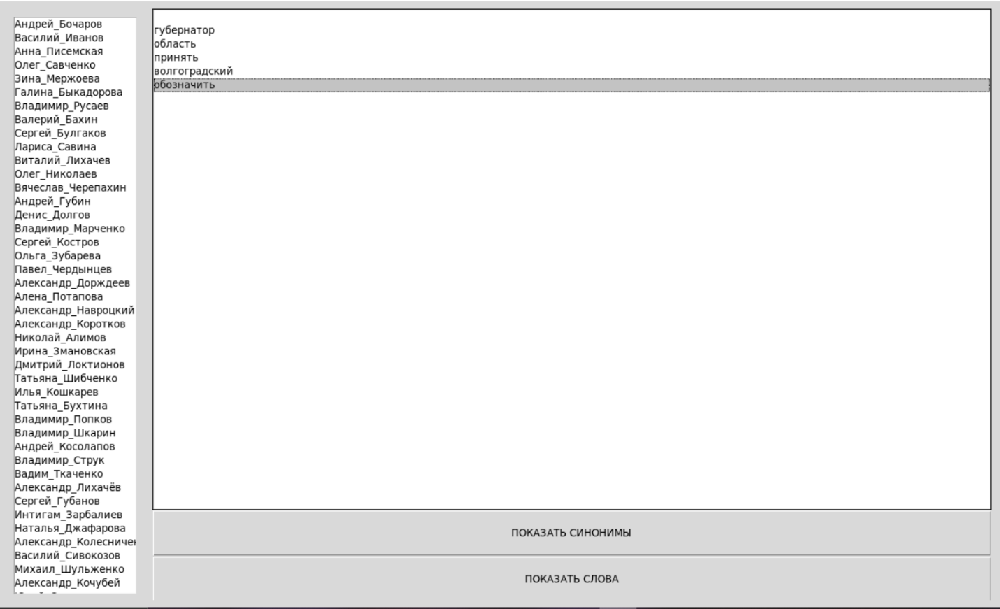 Андрей_Бочаров
Василий_Иванов
Анна_Писемская
Олег_Савченко
Зина_Мержоева
Галина_Быкадорова
Владимир_Русаев
Валерий_Бахин
Сергей_Булгаков
Лариса_Савина
Виталий_Лихачев
Олег_Николаев
Вячеслав_Черепахин
Андрей_Губин
Денис_Долгов
Владимир_Марченко
Сергей_Костров
Ольга_Зубарева
Павел_Чердынцев
Александр_Дорждеев
Алена_Потапова
Александр_Навроцкий
Александр_Коротков
Николай_Алимов
Ирина_Змановская
Дмитрий_Локтионов
Татьяна_Шибченко
Илья_Кошкарев
Татьяна_Бухтина
Владимир_Попков
Владимир_Шкарин
Андрей_Косолапов
Владимир_Струк
Вадим_Ткаченко
Александр_Лихачёв
Сергей_Губанов
Интигам_Зарбалиев
Наталья_Джафарова
Александр_Колесничен
Василий_Сивокозов
Михаил_Шульженко
Александр_Кочубей
губернатор
область
принять
волгоградский
обозначить
ПОКАЗАТЬ СИНОНИМЫ
ПОКАЗАТЬ СЛОВА